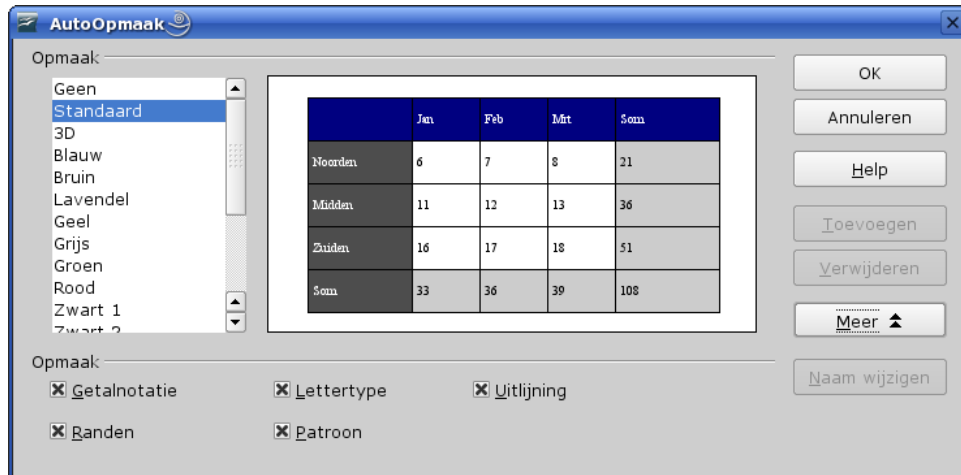 AutoOpmaak
Opmaak
Geen
Standaard
3D
Blauw
Bruin
Lavendel
Geel
Grijs
Groen
Rood
Zwart 1
Zwart 2
Jan Feb Mrt Som
Noorden 6 7 8 21
Midden 11 12 13 36
Zuiden 16 17 18 51
Som 33 36 39 108
OK
Annuleren
Help
Toevoegen
Verwijderen
Meer
Naam wijzigen
Opmaak
Getalnotatie Lettertype Uitlijning
Randen Patroon